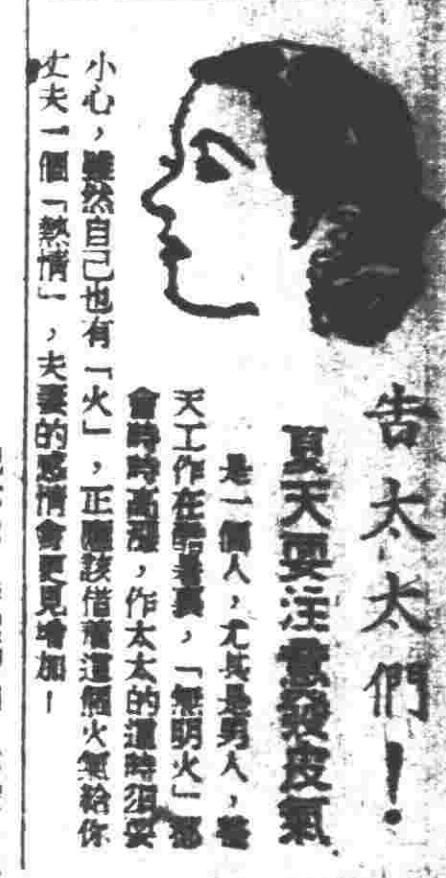 告太太們！
夏天要注意發皮氣
是一個人，尤其是男人，整
天工作在酷暑裏，「無明火」都
會時時高漲，作太太的這時須要
小心，雖然自己也有「火」，正應該借着這個火氣給你
丈夫一個「熱情」，夫妻的感情會更見增加！